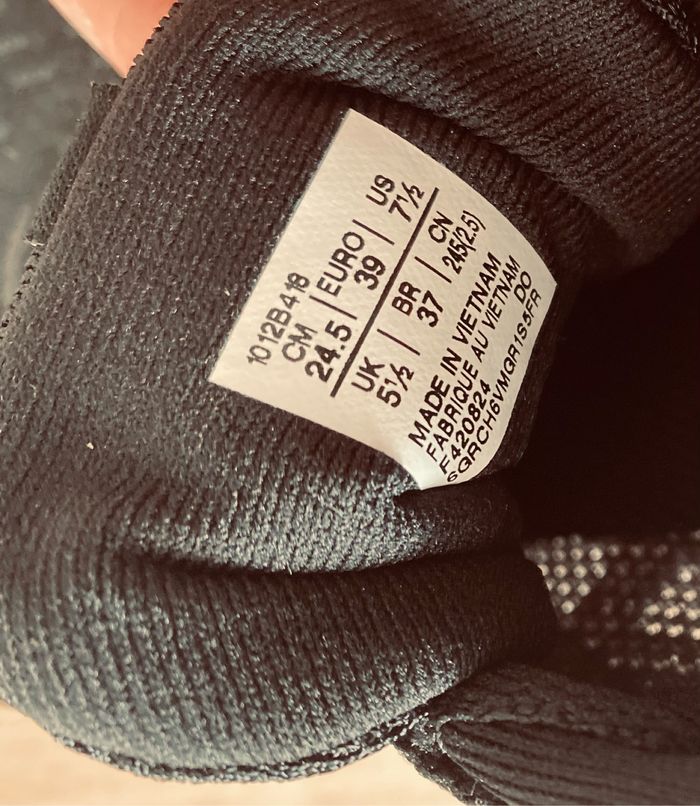 1012B418
CM | EURO | US
24.5 | 39 | 7½
UK | BR | CN
5½ | 37 | 245(2.5)
MADE IN VIETNAM
FABRIQUE AU VIETNAM
F420824 DO
6QRCH6VMGR1S5FR